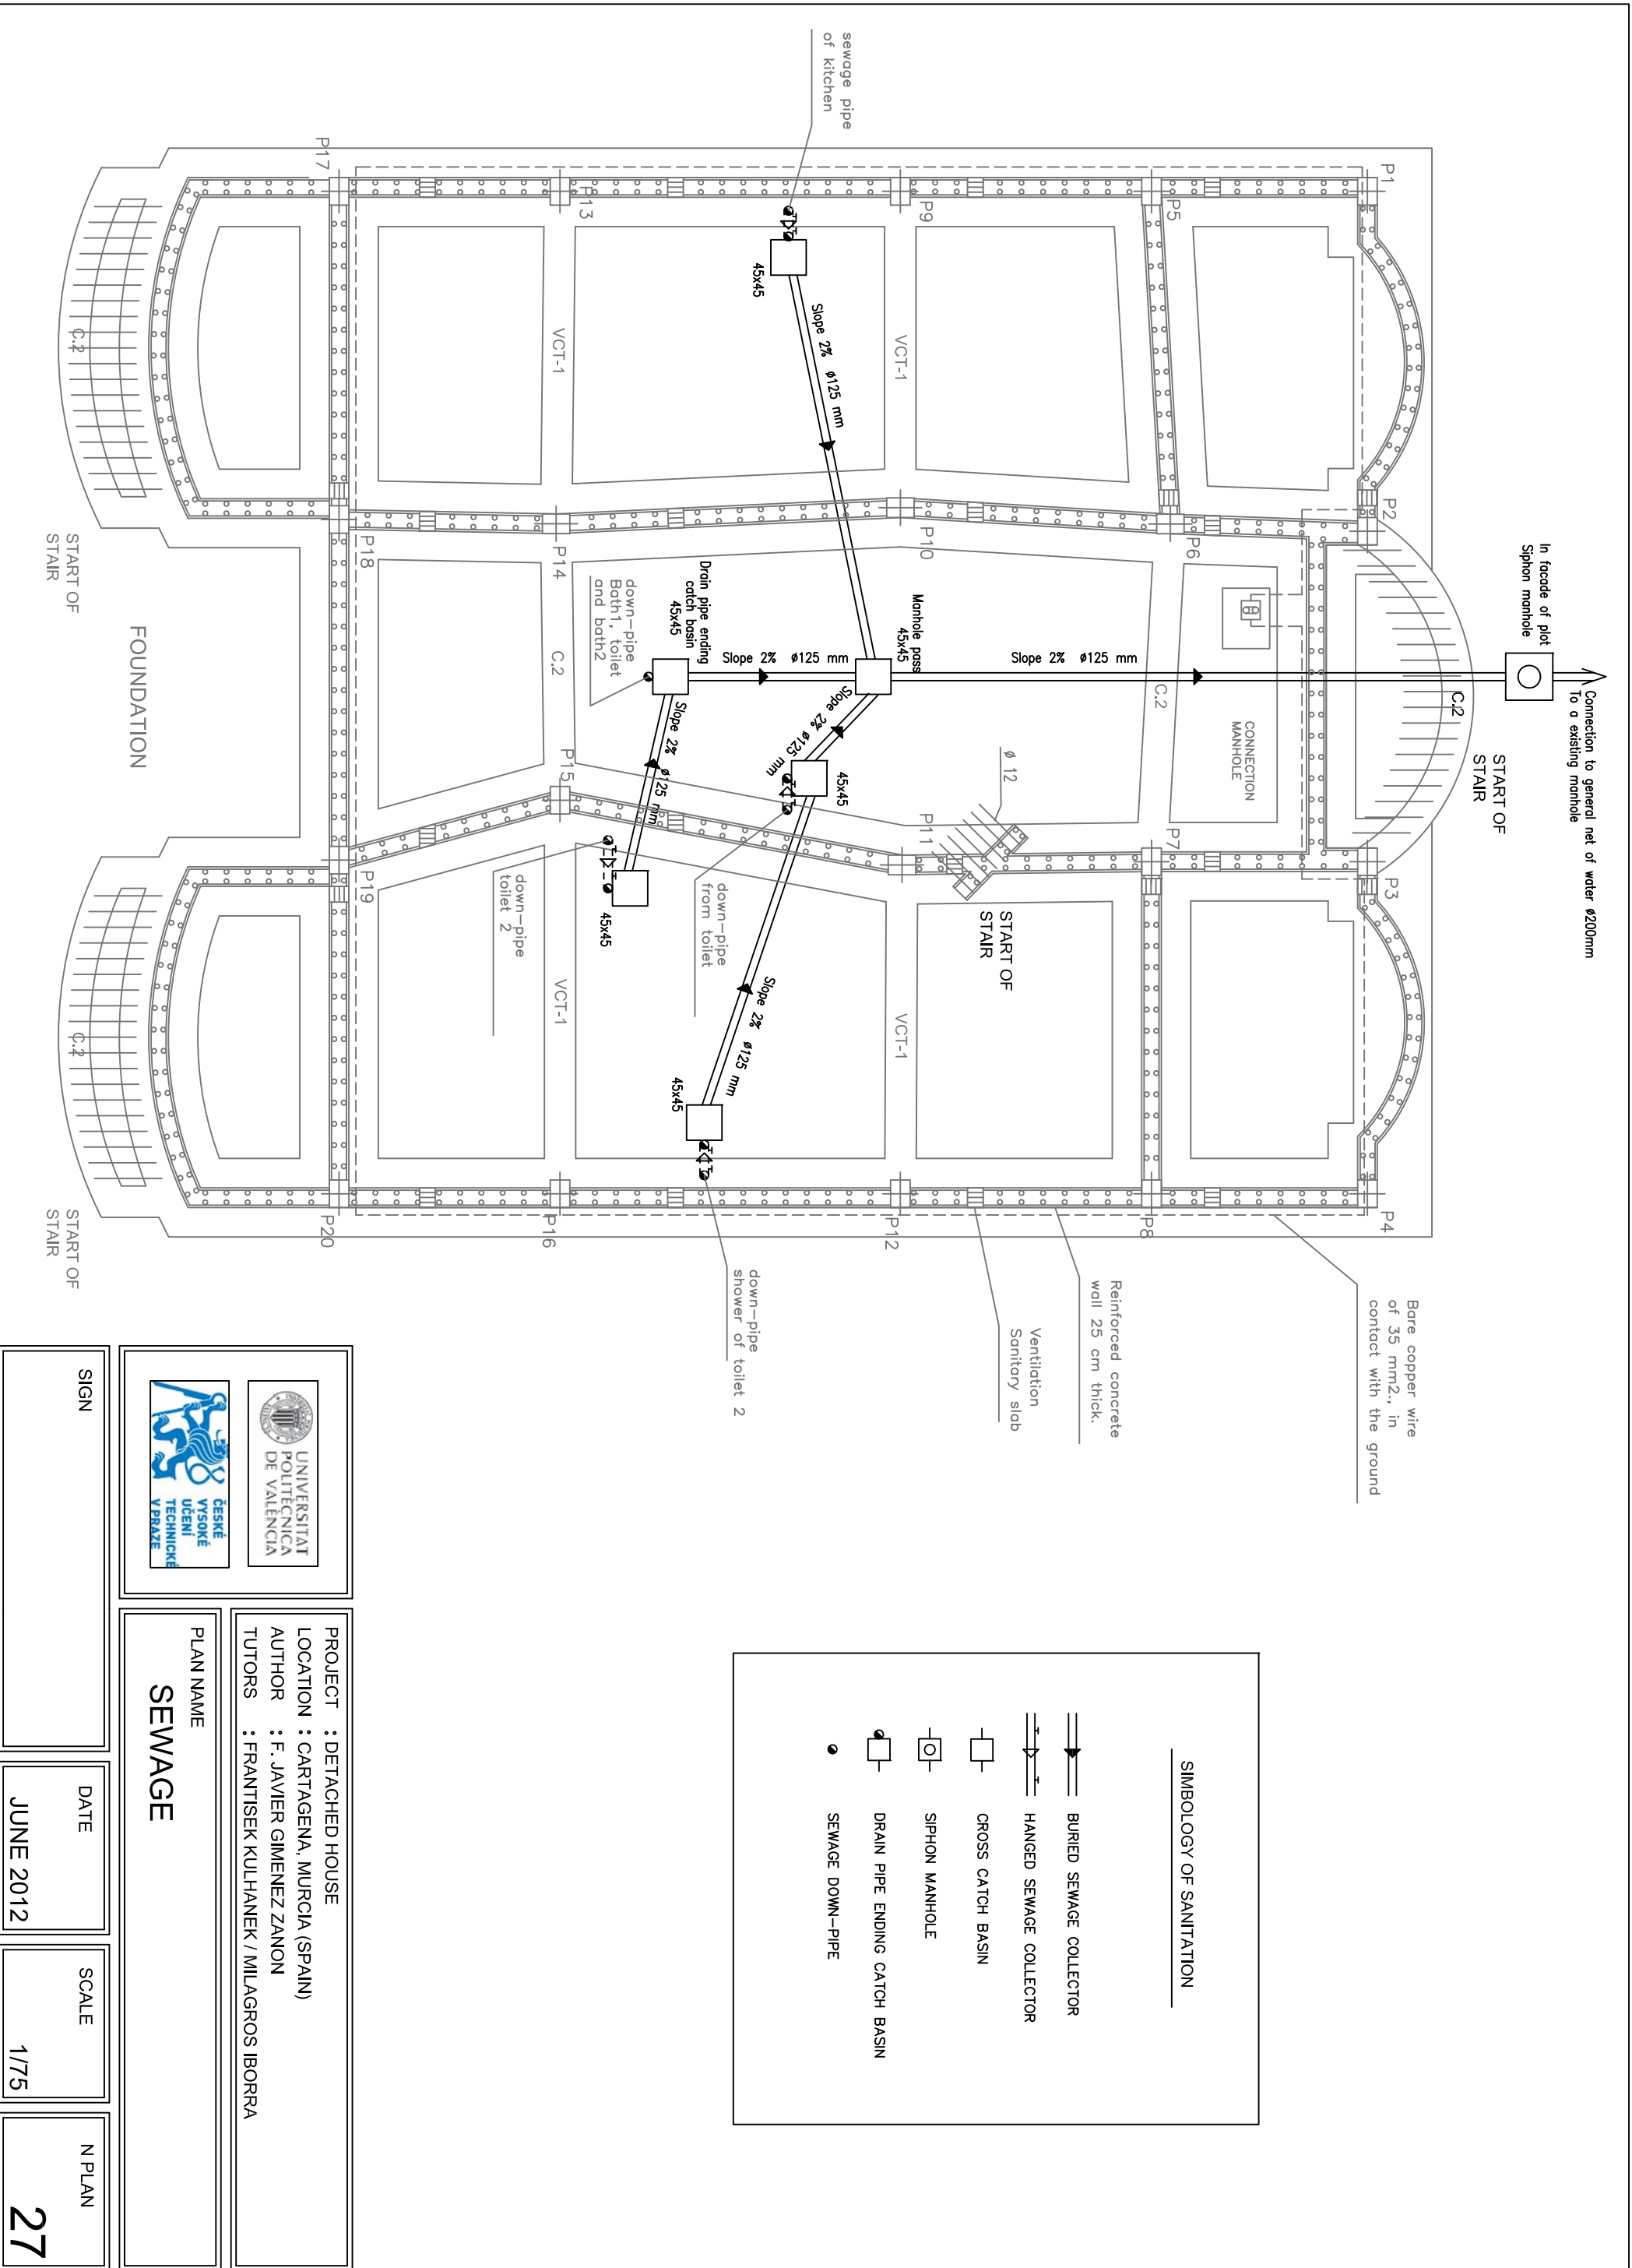 In facade of plot
Siphon manhole
Connection to general net of water ø200mm
To a existing manhole
START OF
STAIR
C.2
P1
P2
P3
P4
Bare copper wire
of 35 mm2., in
contact with the ground
CONNECTION
MANHOLE
P5
P6
P7
P8
C.2
Slope 2% ø125 mm
Reinforced concrete
wall 25 cm thick.
Ventilation
Sanitary slab
ø 12
START OF
STAIR
P9
P10
P11
P12
VCT-1
VCT-1
Manhole pass
45x45
sewage pipe
of kitchen
45x45
Slope 2% ø125 mm
Slope 2% ø125 mm
45x45
Slope 2% ø125 mm
Slope 2% ø125 mm
45x45
down-pipe
shower of toilet 2
down-pipe
from toilet
Drain pipe ending
catch basin
45x45
down-pipe
Bath1, toilet
and bath2
Slope 2% ø125 mm
45x45
down-pipe
toilet 2
P13
P14
P15
P16
VCT-1
C.2
VCT-1
P17
P18
P19
P20
FOUNDATION
C.2
C.2
START OF
STAIR
START OF
STAIR
SIMBOLOGY OF SANITATION
BURIED SEWAGE COLLECTOR
HANGED SEWAGE COLLECTOR
CROSS CATCH BASIN
SIPHON MANHOLE
DRAIN PIPE ENDING CATCH BASIN
SEWAGE DOWN-PIPE
UNIVERSITAT
POLITÈCNICA
DE VALÈNCIA
ČESKÉ
VYSOKÉ
UČENÍ
TECHNICKÉ
V PRAZE
PROJECT : DETACHED HOUSE
LOCATION : CARTAGENA, MURCIA (SPAIN)
AUTHOR : F. JAVIER GIMENEZ ZANON
TUTORS : FRANTISEK KULHANEK / MILAGROS IBORRA
PLAN NAME
SEWAGE
SIGN
DATE
JUNE 2012
SCALE
1/75
N PLAN
27